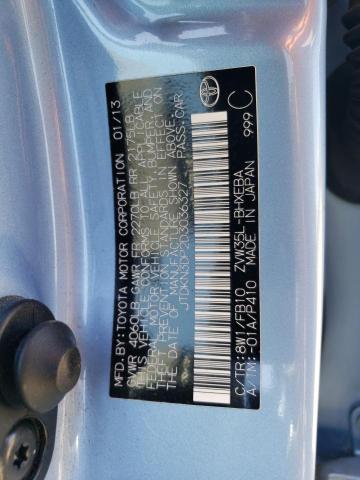 MFD. BY: TOYOTA MOTOR CORPORATION 01/13
GVWR 4060LB GAWR FR 2270LB RR 2175LB
THIS VEHICLE CONFORMS TO ALL APPLICABLE
FEDERAL MOTOR VEHICLE SAFETY, BUMPER, AND
THEFT PREVENTION STANDARDS IN EFFECT ON
THE DATE OF MANUFACTURE SHOWN ABOVE.
JTDKN3DP2D3036327 PASS. CAR
C/TR: 8W1/FB10 ZVW35L-BHXEBA
A/TM: -01A/P410 MADE IN JAPAN
999 C